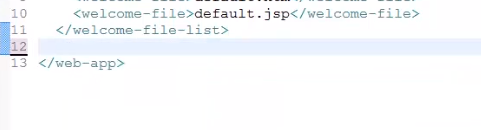 10 <welcome-file>default.jsp</welcome-file>
11 </welcome-file-list>
12
13 </web-app>